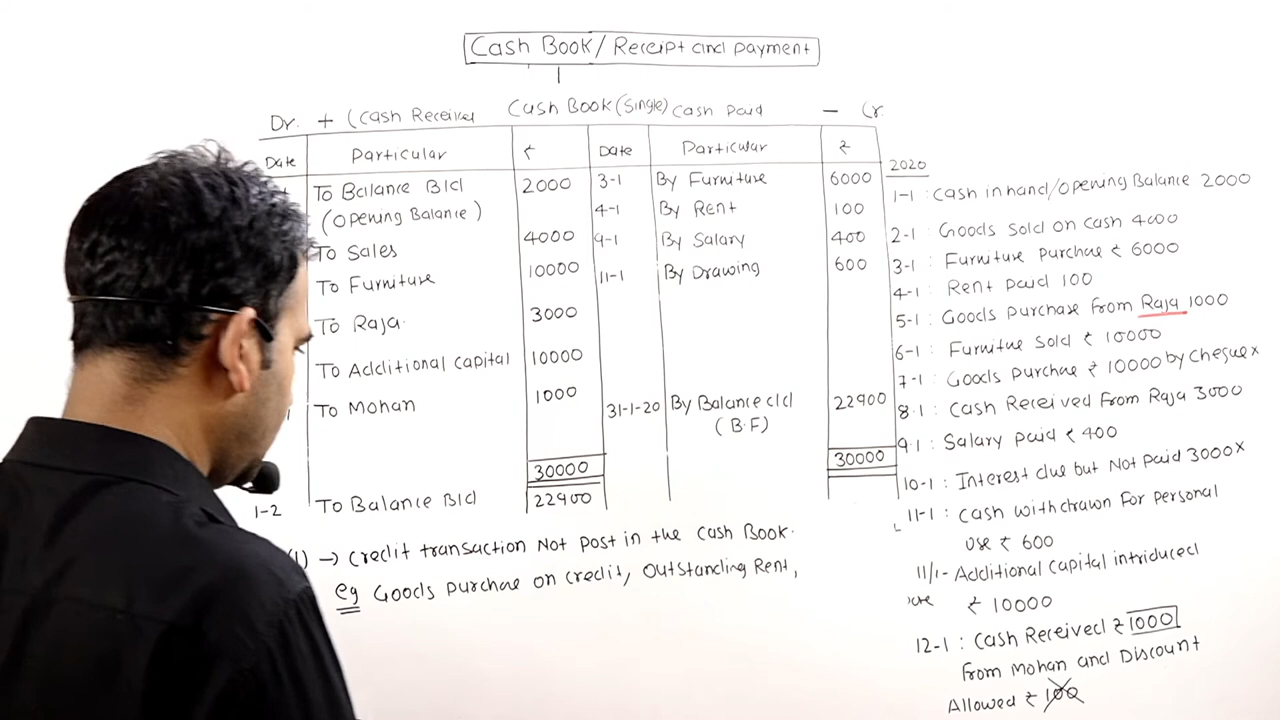 Cash Book/Receipt and payment
Dr. + (Cash Received Cash Book (Single) Cash Paid - Cr.
Date Particular ₹ Date Particular ₹
To Balance B/d 2000 3-1 By Furniture 6000
(Opening Balance) 4-1 By Rent 100
To Sales 4000 9-1 By Salary 400
To Furniture 10000 11-1 By Drawing 600
To Raja 3000
To Additional Capital 10000
To Mohan 1000 31-1-20 By Balance c/d 22900
(B.F)
30000 30000
1-2 To Balance B/d 22900
(1) → Credit transaction Not post in the Cash Book.
eg Goods purchase on credit, Outstanding Rent,
2020
1-1 : Cash in hand/Opening Balance 2000
2-1 : Goods Sold on Cash 4000
3-1 : Furniture Purchae ₹ 6000
4-1 : Rent paid 100
5-1 : Goods purchase from Raja 1000
6-1 : Furnitue Sold ₹ 10000
7-1 : Goods purchae ₹ 10000 by Cheque x
8-1 : Cash Received from Raja 3000
9-1 : Salary paid ₹ 400
10-1 : Interest due but Not paid 3000 x
11-1 : Cash withdrawn for personal
use ₹ 600
11/1- Additional Capital intriduced
₹ 10000
12-1 : Cash Received ₹ 1000
from Mohan and Discount
Allowed ₹ 100